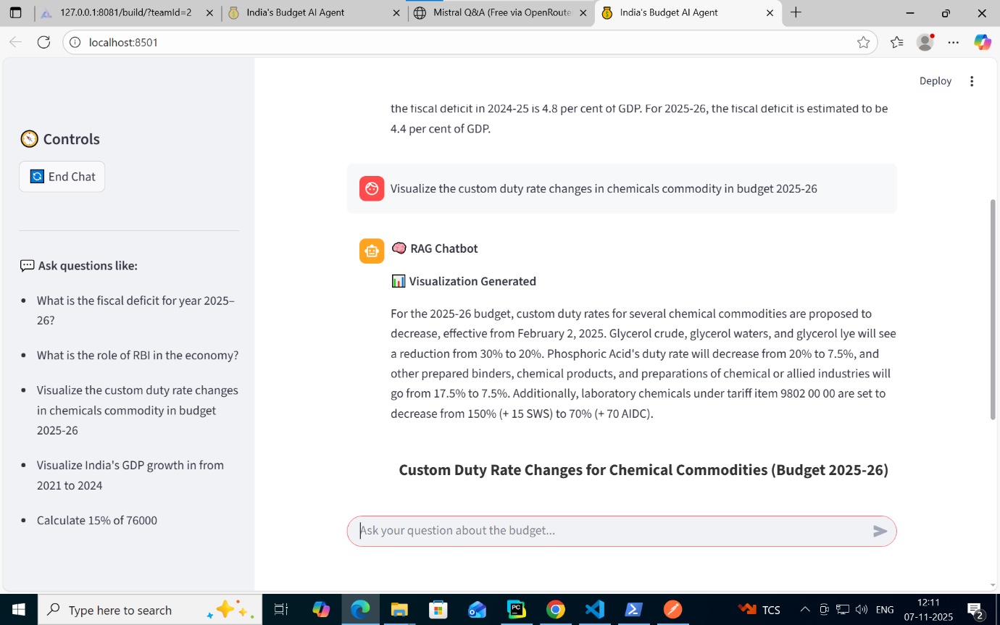 127.0.0.1:8081/build/?teamId=2
India's Budget AI Agent
Mistral Q&A (Free via OpenRoute
India's Budget AI Agent
localhost:8501
Deploy
Controls
End Chat
Ask questions like:
What is the fiscal deficit for year 2025–
26?
What is the role of RBI in the economy?
Visualize the custom duty rate changes
in chemicals commodity in budget
2025-26
Visualize India's GDP growth in from
2021 to 2024
Calculate 15% of 76000
the fiscal deficit in 2024-25 is 4.8 per cent of GDP. For 2025-26, the fiscal deficit is estimated to be
4.4 per cent of GDP.
Visualize the custom duty rate changes in chemicals commodity in budget 2025-26
RAG Chatbot
Visualization Generated
For the 2025-26 budget, custom duty rates for several chemical commodities are proposed to
decrease, effective from February 2, 2025. Glycerol crude, glycerol waters, and glycerol lye will see
a reduction from 30% to 20%. Phosphoric Acid's duty rate will decrease from 20% to 7.5%, and
other prepared binders, chemical products, and preparations of chemical or allied industries will
go from 17.5% to 7.5%. Additionally, laboratory chemicals under tariff item 9802 00 00 are set to
decrease from 150% (+ 15 SWS) to 70% (+ 70 AIDC).
Custom Duty Rate Changes for Chemical Commodities (Budget 2025-26)
Ask your question about the budget...
Type here to search
PC
TCS
ENG
12:11
07-11-2025
2